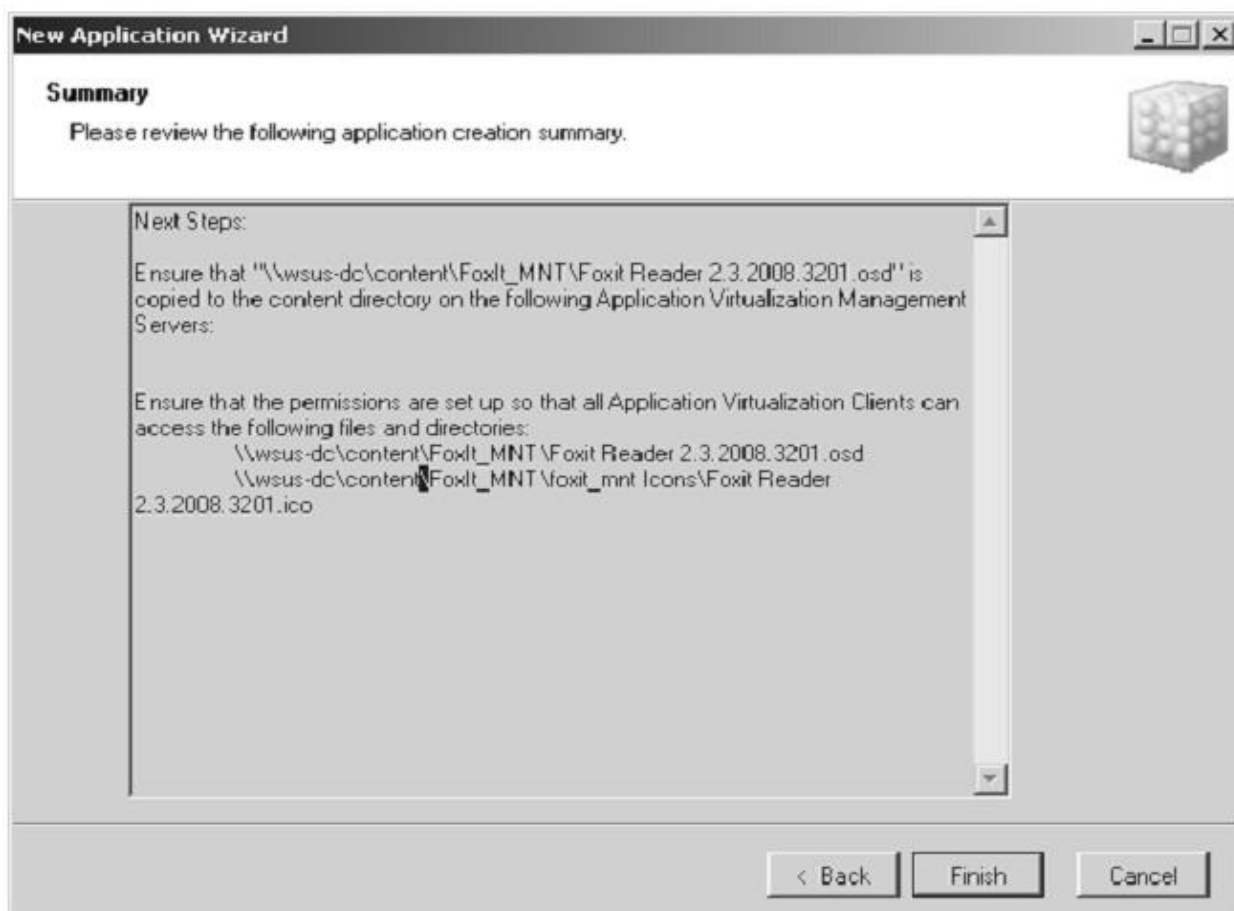 New Application Wizard
Summary
Please review the following application creation summary.
Next Steps:
Ensure that "\\wsus-dc\content\FoxIt_MNT\Foxit Reader 2.3.2008.3201.osd" is
copied to the content directory on the following Application Virtualization Management
Servers:
Ensure that the permissions are set up so that all Application Virtualization Clients can
access the following files and directories:
\\wsus-dc\content\FoxIt_MNT\Foxit Reader 2.3.2008.3201.osd
\\wsus-dc\content\FoxIt_MNT\foxit_mnt Icons\Foxit Reader
2.3.2008.3201.ico
< Back
Finish
Cancel